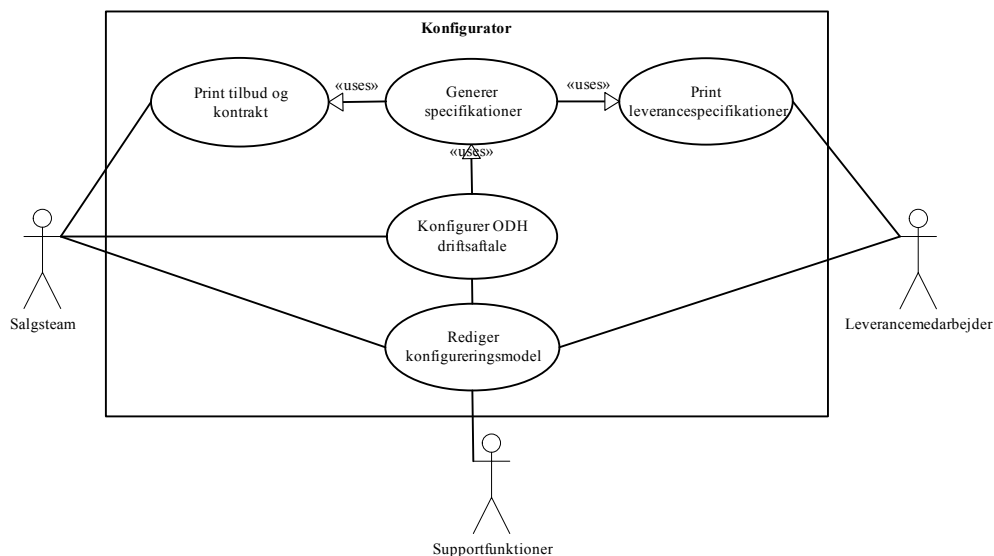 Konfigurator
Print tilbud og
kontrakt
«uses»
Generer
specifikationer
«uses»
Print
leverancespecifikationer
«uses»
Konfigurer ODH
driftsaftale
Rediger
konfigureringsmodel
Salgsteam
Leverancemedarbejder
Supportfunktioner